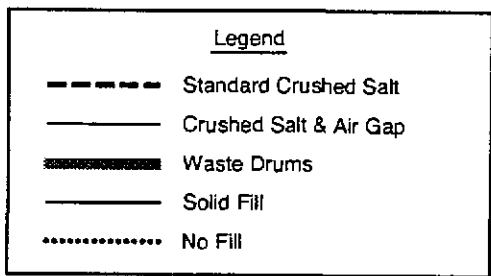 Legend
Standard Crushed Salt
Crushed Salt & Air Gap
Waste Drums
Solid Fill
No Fill